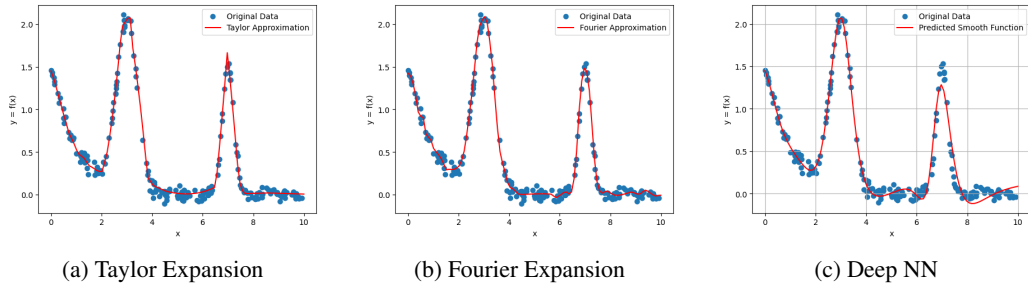 Original Data
Taylor Approximation
2.0
1.5
1.0
0.5
0.0
y = f(x)
0 2 4 6 8 10
x
(a) Taylor Expansion
Original Data
Fourier Approximation
2.0
1.5
1.0
0.5
0.0
y = f(x)
0 2 4 6 8 10
x
(b) Fourier Expansion
Original Data
Predicted Smooth Function
2.0
1.5
1.0
0.5
0.0
y = f(x)
0 2 4 6 8 10
x
(c) Deep NN